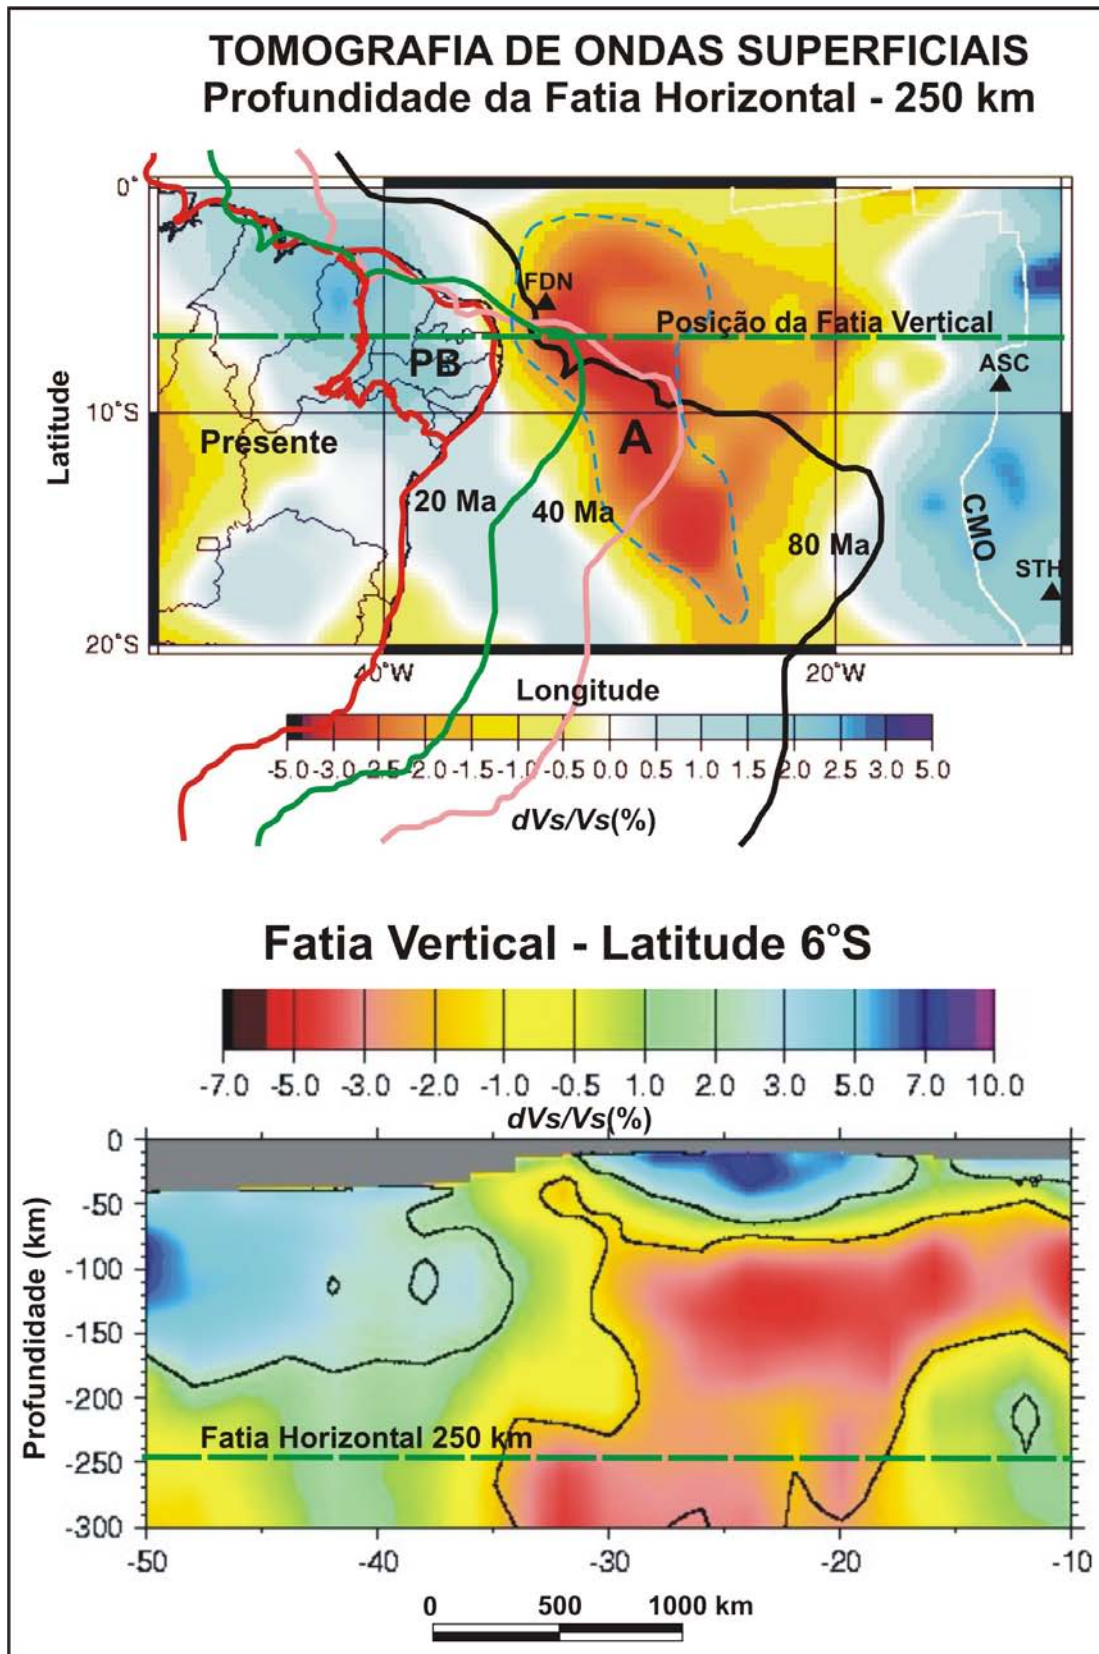 TOMOGRAFIA DE ONDAS SUPERFICIAIS
Profundidade da Fatia Horizontal - 250 km
0°
FDN
Posição da Fatia Vertical
PB
ASC
Latitude
10°S
Presente
A
20 Ma
40 Ma
80 Ma
CMO
STH
20°S
40°W
20°W
Longitude
-5.0 -3.0 -2.5 -2.0 -1.5 -1.0 -0.5 0.0 0.5 1.0 1.5 2.0 2.5 3.0 5.0
dVs/Vs(%)
Fatia Vertical - Latitude 6°S
-7.0 -5.0 -3.0 -2.0 -1.0 -0.5 1.0 2.0 3.0 5.0 7.0 10.0
dVs/Vs(%)
Profundidade (km)
0
-50
-100
-150
-200
Fatia Horizontal 250 km
-250
-300
-50 -40 -30 -20 -10
0 500 1000 km